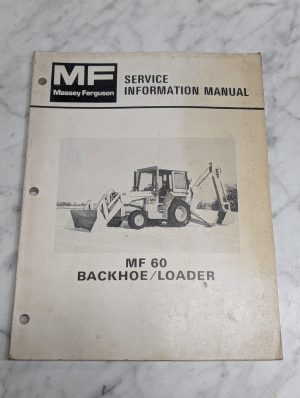 MF
Massey Ferguson
SERVICE
INFORMATION MANUAL
MF 60
BACKHOE/LOADER